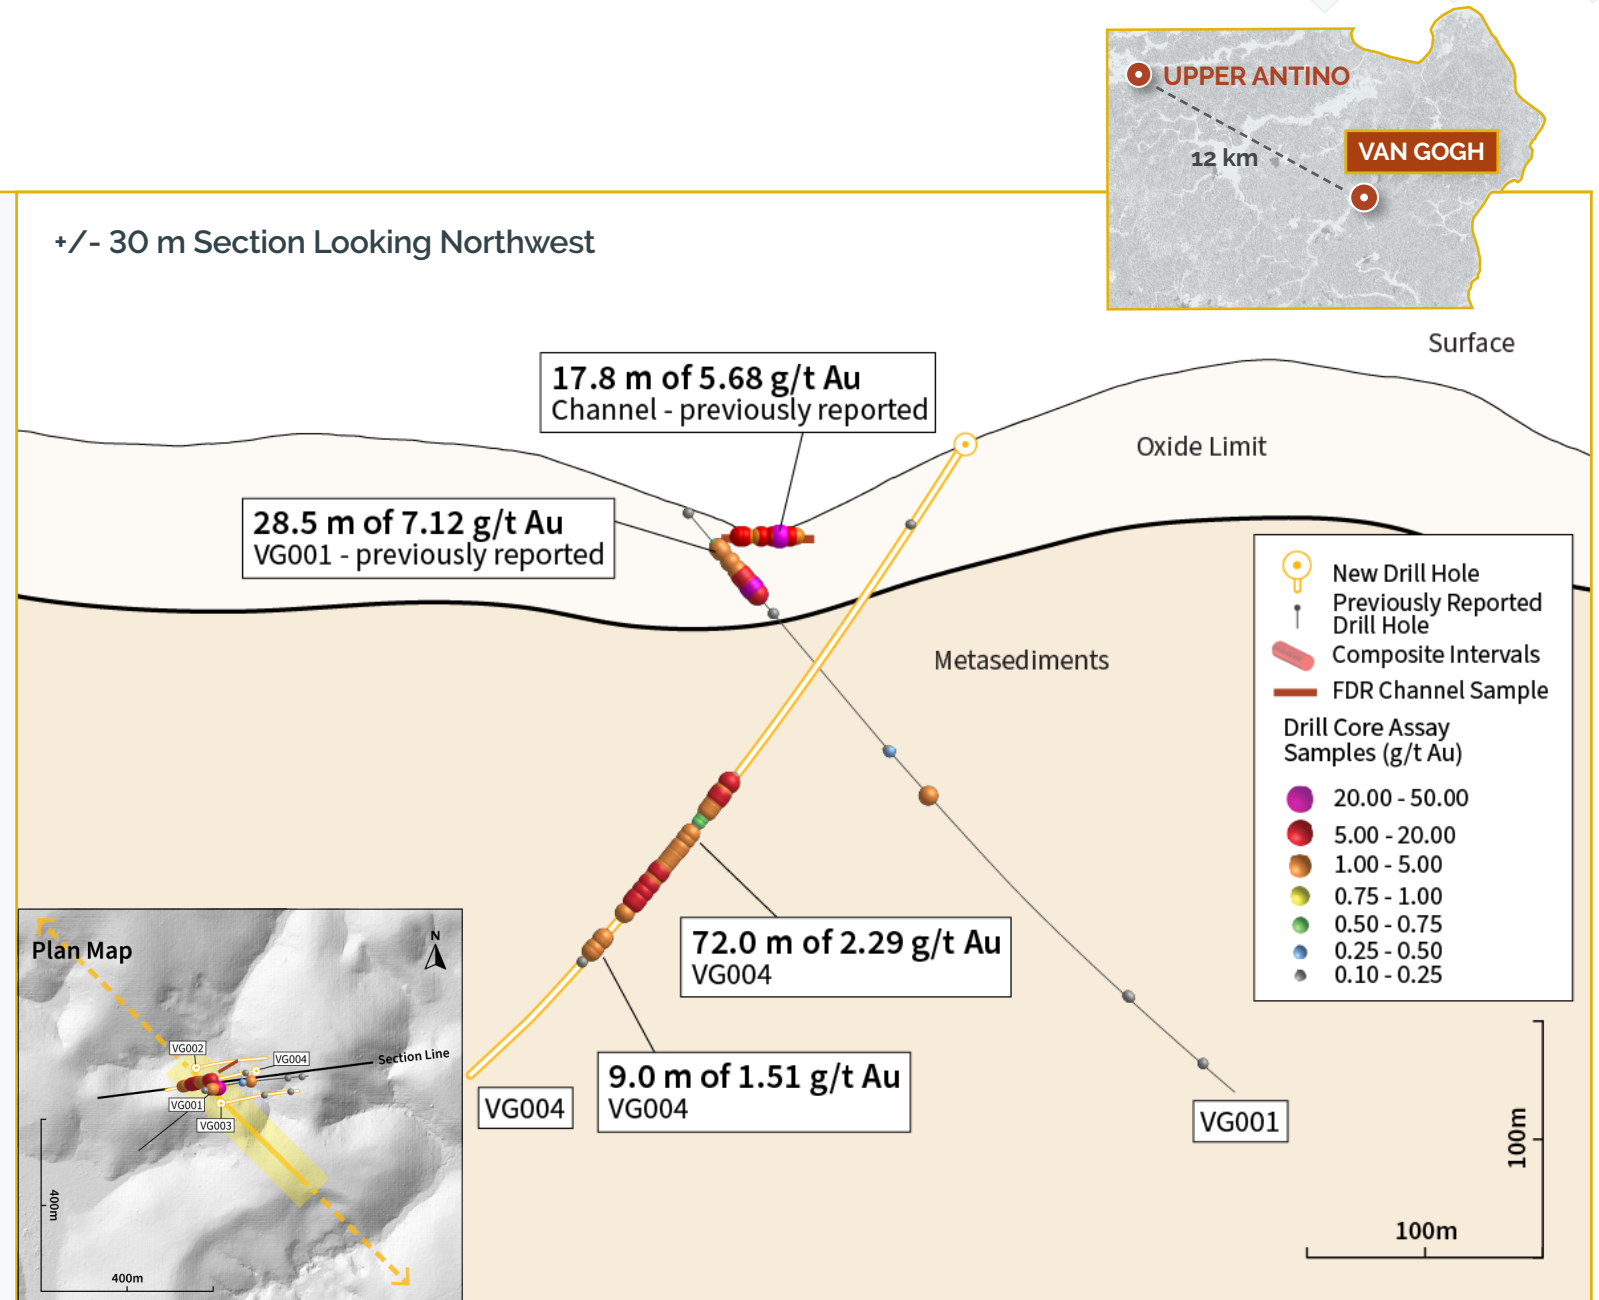 UPPER ANTINO
12 km
VAN GOGH
+/- 30 m Section Looking Northwest
Surface
17.8 m of 5.68 g/t Au
Channel - previously reported
Oxide Limit
28.5 m of 7.12 g/t Au
VG001 - previously reported
Metasediments
New Drill Hole
Previously Reported
Drill Hole
Composite Intervals
FDR Channel Sample
Drill Core Assay
Samples (g/t Au)
20.00 - 50.00
5.00 - 20.00
1.00 - 5.00
0.75 - 1.00
0.50 - 0.75
0.25 - 0.50
0.10 - 0.25
72.0 m of 2.29 g/t Au
VG004
9.0 m of 1.51 g/t Au
VG004
VG004
VG001
100m
100m
Plan Map
N
VG002
VG004
Section Line
VG001
VG003
400m
400m